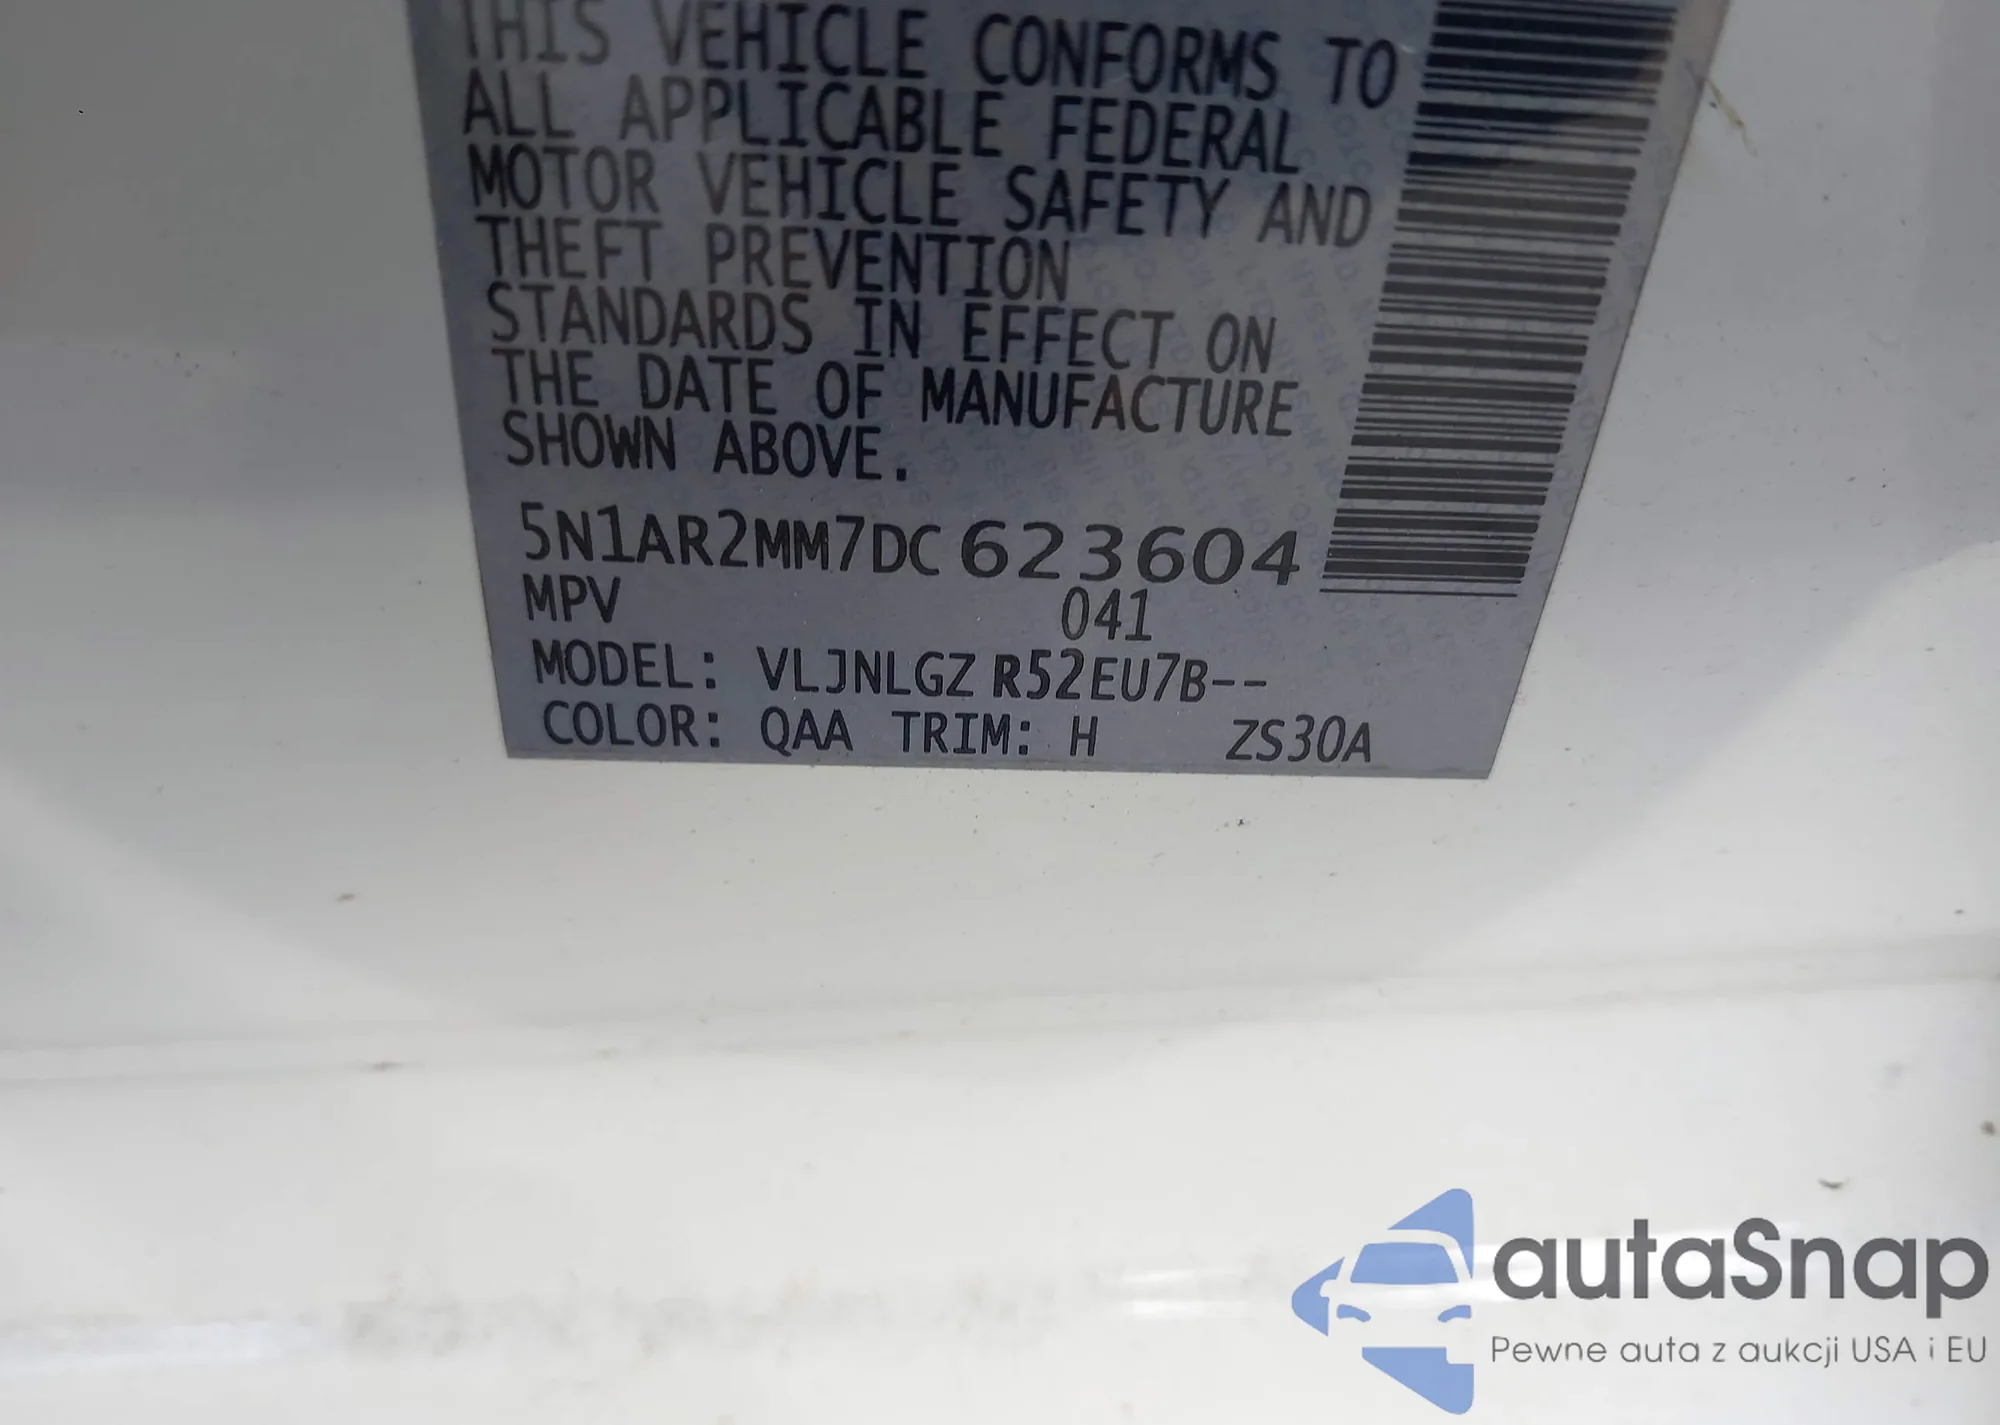 THIS VEHICLE CONFORMS TO
ALL APPLICABLE FEDERAL
MOTOR VEHICLE SAFETY AND
THEFT PREVENTION
STANDARDS IN EFFECT ON
THE DATE OF MANUFACTURE
SHOWN ABOVE.
5N1AR2MM7DC 623604
MPV 041
MODEL: VLJNLGZ R52EU7B--
COLOR: QAA TRIM: H ZS30A
autaSnap
Pewne auta z aukcji USA i EU